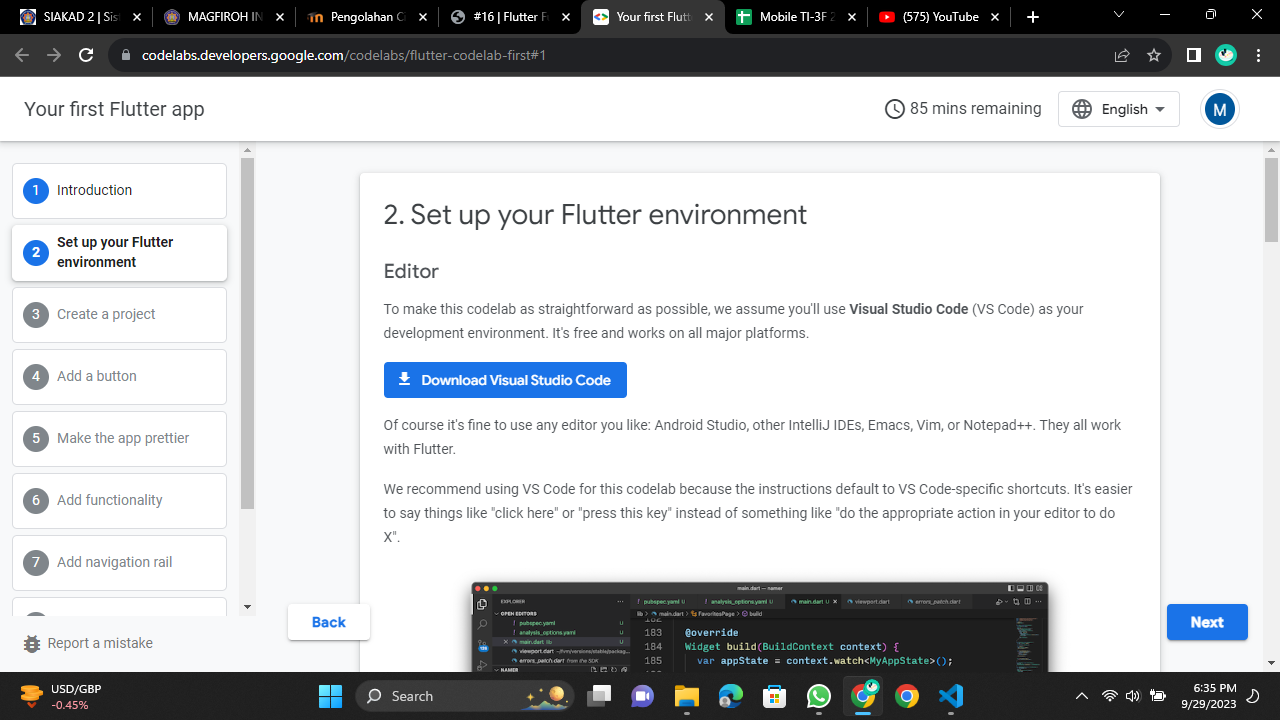 SIAKAD 2 | Sis
MAGFIROH IN
Pengolahan C
#16 | Flutter F
Your first Flutt
Mobile TI-3F 2
(575) YouTube
codelabs.developers.google.com/codelabs/flutter-codelab-first#1
Your first Flutter app
85 mins remaining
English
M
1 Introduction
2 Set up your Flutter
environment
3 Create a project
4 Add a button
5 Make the app prettier
6 Add functionality
7 Add navigation rail
Report a mistake
2. Set up your Flutter environment
Editor
To make this codelab as straightforward as possible, we assume you'll use Visual Studio Code (VS Code) as your
development environment. It's free and works on all major platforms.
Download Visual Studio Code
Of course it's fine to use any editor you like: Android Studio, other IntelliJ IDEs, Emacs, Vim, or Notepad++. They all work
with Flutter.
We recommend using VS Code for this codelab because the instructions default to VS Code-specific shortcuts. It's easier
to say things like "click here" or "press this key" instead of something like "do the appropriate action in your editor to do
X".
main.dart — namer
EXPLORER
OPEN EDITORS
pubspec.yaml U
analysis_options.yaml U
main.dart lib U
viewport.dart
errors_patch.dart from the SDK
NAMER
pubspec.yaml U
analysis_options.yaml U
main.dart U
viewport.dart
errors_patch.dart
lib > main.dart > FavoritesPage > build
182
183 @override
184 Widget build(BuildContext context) {
185 var appState = context.watch<MyAppState>();
Back
Next
USD/GBP
-0.45%
Search
6:35 PM
9/29/2023